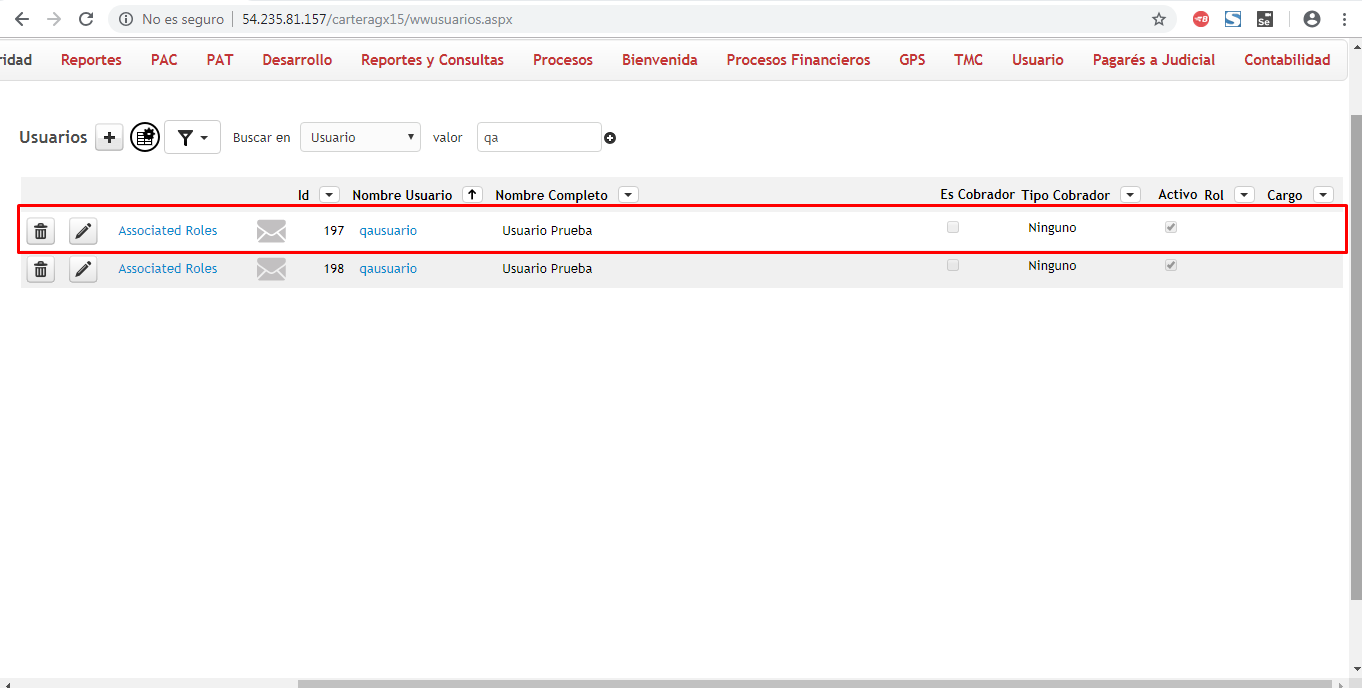 No es seguro | 54.235.81.157/carteragx15/wwusuarios.aspx
ridad Reportes PAC PAT Desarrollo Reportes y Consultas Procesos Bienvenida Procesos Financieros GPS TMC Usuario Pagarés a Judicial Contabilidad
Usuarios Buscar en Usuario valor qa
Id Nombre Usuario Nombre Completo Es Cobrador Tipo Cobrador Activo Rol Cargo
Associated Roles 197 qausuario Usuario Prueba Ninguno
Associated Roles 198 qausuario Usuario Prueba Ninguno